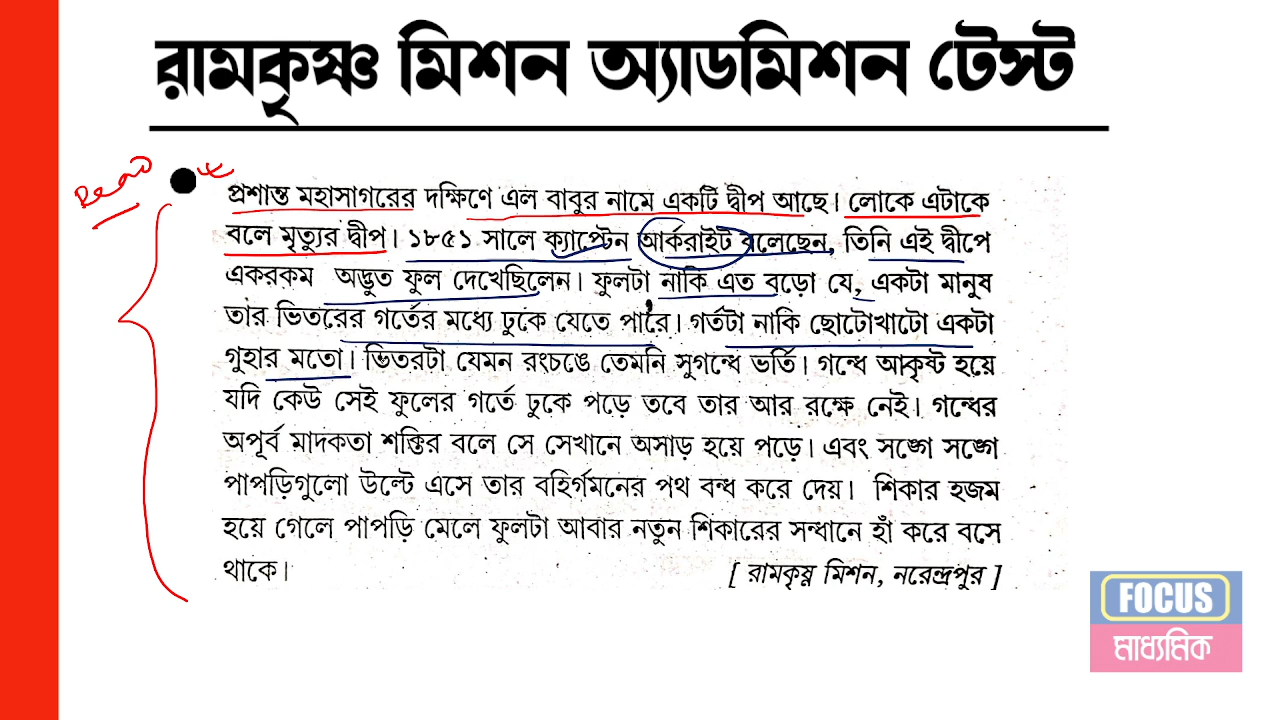 রামকৃষ্ণ মিশন অ্যাডমিশন টেস্ট
Read
প্রশান্ত মহাসাগরের দক্ষিণে এল বাবুর নামে একটি দ্বীপ আছে। লোকে এটাকে
বলে মৃত্যুর দ্বীপ। ১৮৫১ সালে ক্যাপ্টেন আর্করাইট বলেছেন, তিনি এই দ্বীপে
একরকম অদ্ভুত ফুল দেখেছিলেন। ফুলটা নাকি এত বড়ো যে, একটা মানুষ
তার ভিতরের গর্তের মধ্যে ঢুকে যেতে পারে। গর্তটা নাকি ছোটোখাটো একটা
গুহার মতো। ভিতরটা যেমন রংচঙে তেমনি সুগন্ধে ভর্তি। গন্ধে আকৃষ্ট হয়ে
যদি কেউ সেই ফুলের গর্তে ঢুকে পড়ে তবে তার আর রক্ষে নেই। গন্ধের
অপূর্ব মাদকতা শক্তির বলে সে সেখানে অসাড় হয়ে পড়ে। এবং সঙ্গে সঙ্গে
পাপড়িগুলো উল্টে এসে তার বহির্গমনের পথ বন্ধ করে দেয়। শিকার হজম
হয়ে গেলে পাপড়ি মেলে ফুলটা আবার নতুন শিকারের সন্ধানে হাঁ করে বসে
থাকে।
[ রামকৃষ্ণ মিশন, নরেন্দ্রপুর ]
FOCUS
মাধ্যমিক